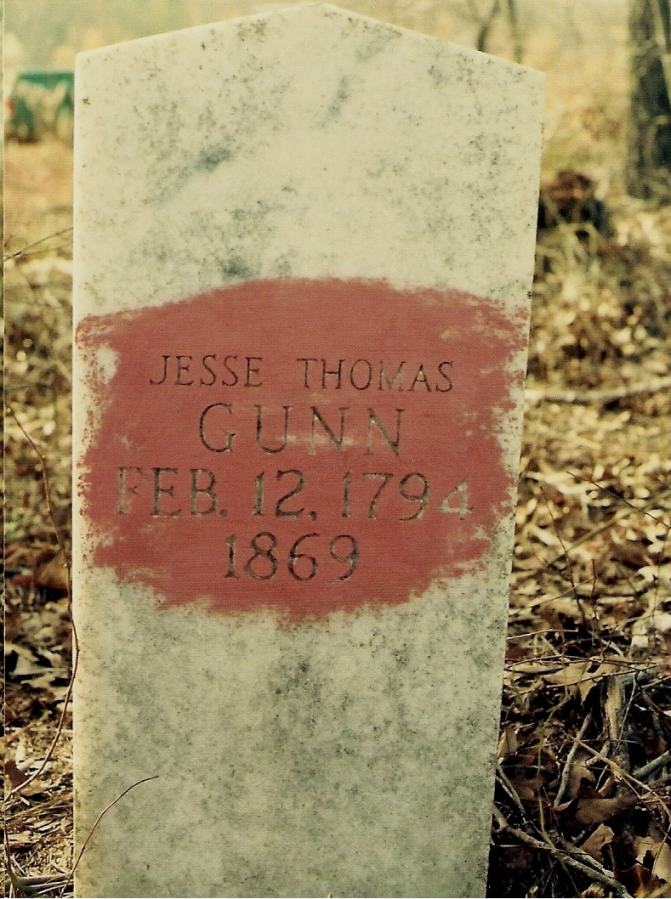 JESSE THOMAS
GUNN
FEB. 12, 1794
1869